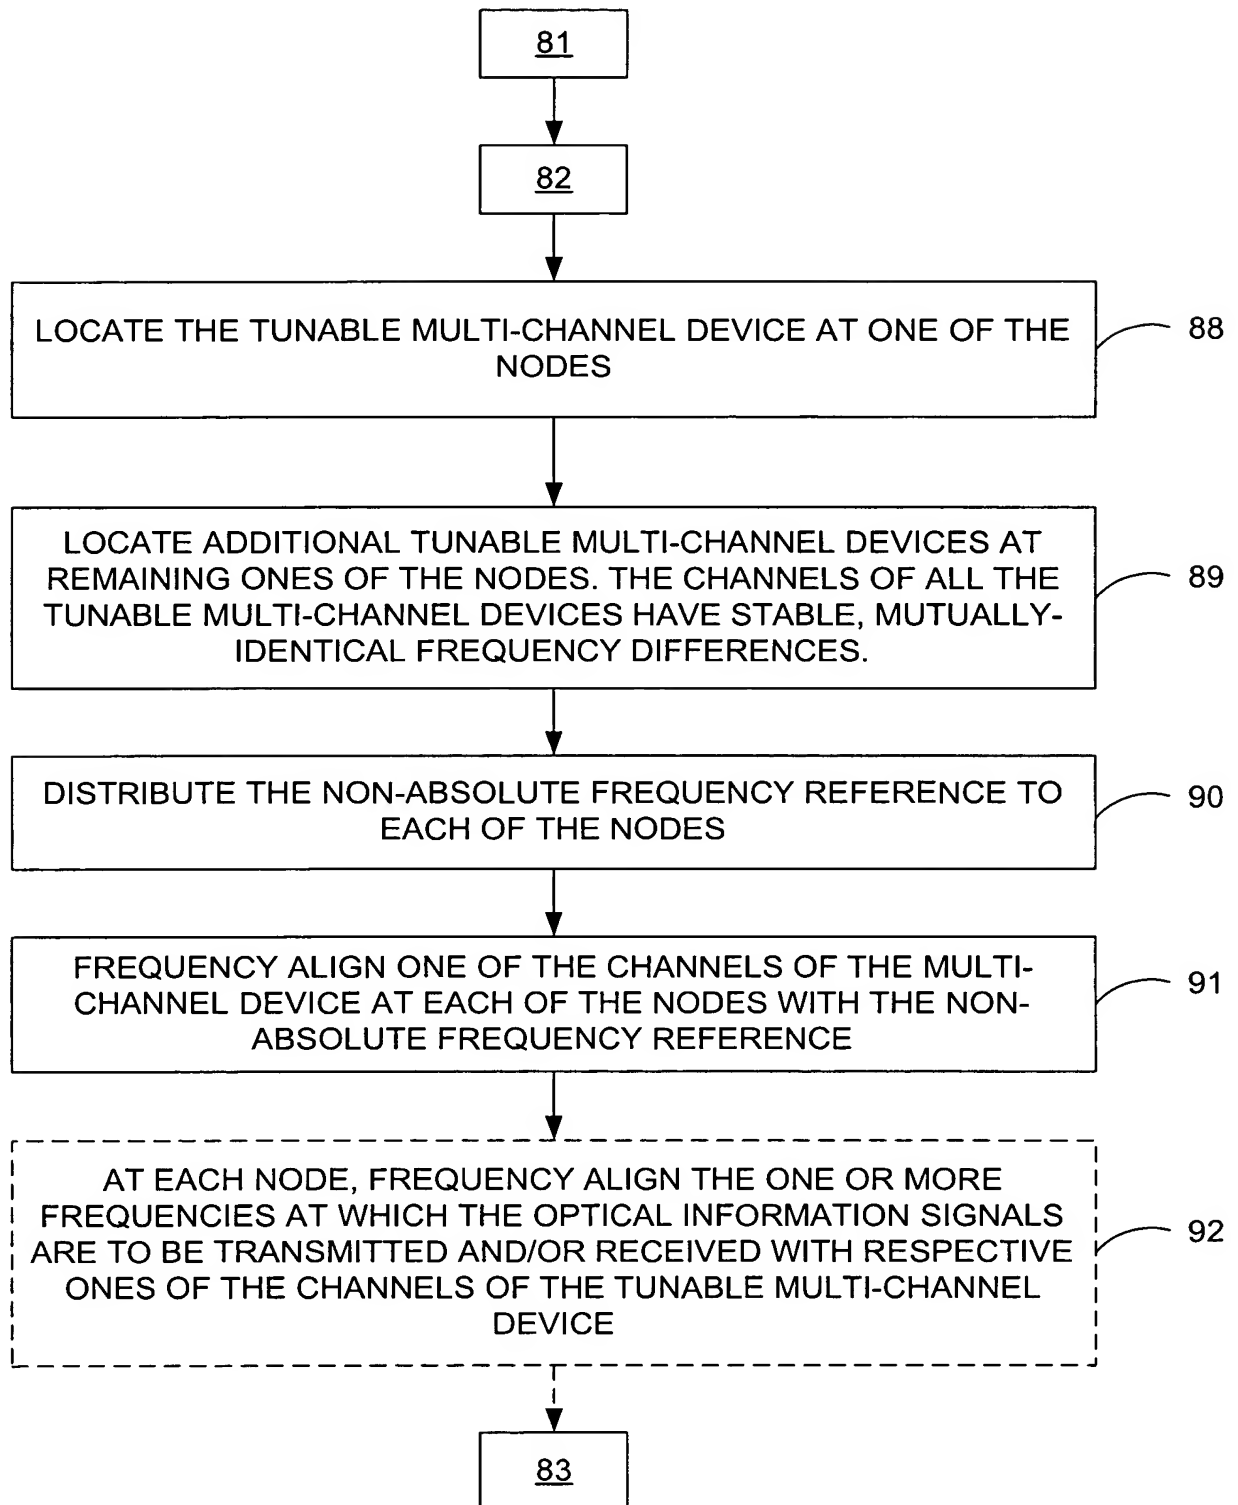 81
82
LOCATE THE TUNABLE MULTI-CHANNEL DEVICE AT ONE OF THE
NODES
88
LOCATE ADDITIONAL TUNABLE MULTI-CHANNEL DEVICES AT
REMAINING ONES OF THE NODES. THE CHANNELS OF ALL THE
TUNABLE MULTI-CHANNEL DEVICES HAVE STABLE, MUTUALLY-
IDENTICAL FREQUENCY DIFFERENCES.
89
DISTRIBUTE THE NON-ABSOLUTE FREQUENCY REFERENCE TO
EACH OF THE NODES
90
FREQUENCY ALIGN ONE OF THE CHANNELS OF THE MULTI-
CHANNEL DEVICE AT EACH OF THE NODES WITH THE NON-
ABSOLUTE FREQUENCY REFERENCE
91
AT EACH NODE, FREQUENCY ALIGN THE ONE OR MORE
FREQUENCIES AT WHICH THE OPTICAL INFORMATION SIGNALS
ARE TO BE TRANSMITTED AND/OR RECEIVED WITH RESPECTIVE
ONES OF THE CHANNELS OF THE TUNABLE MULTI-CHANNEL
DEVICE
92
83